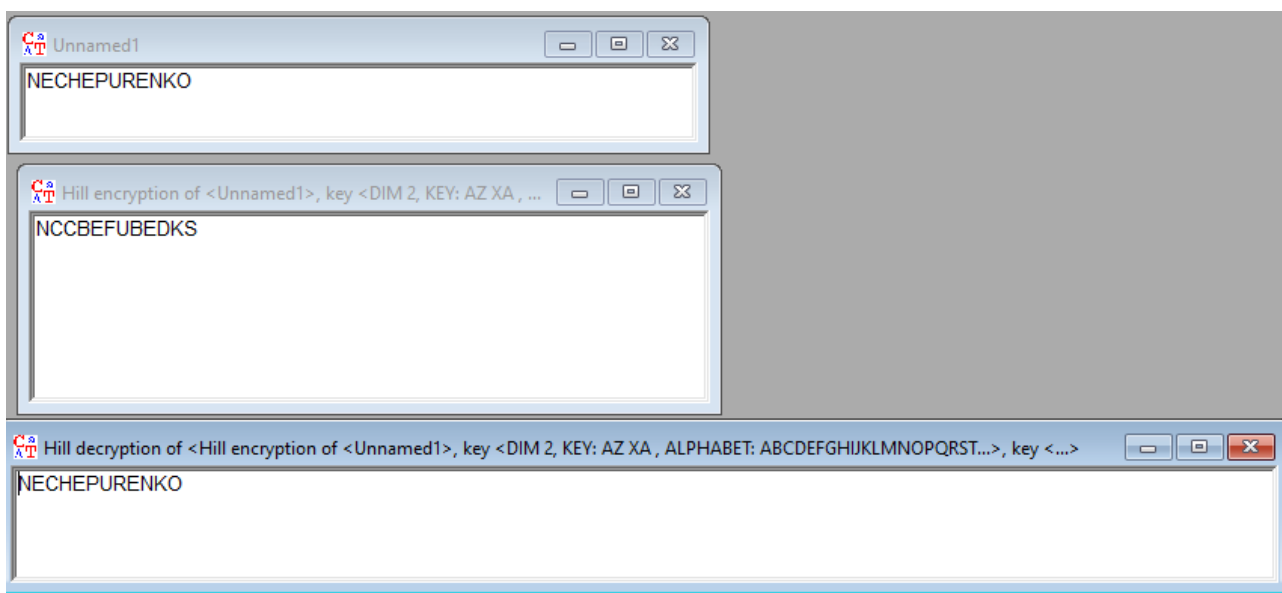 Unnamed1
NECHEPURENKO
Hill encryption of <Unnamed1>, key <DIM 2, KEY: AZ XA , ...
NCCBEFUBEDKS
Hill decryption of <Hill encryption of <Unnamed1>, key <DIM 2, KEY: AZ XA , ALPHABET: ABCDEFGHIJKLMNOPQRST...>, key <...>
NECHEPURENKO